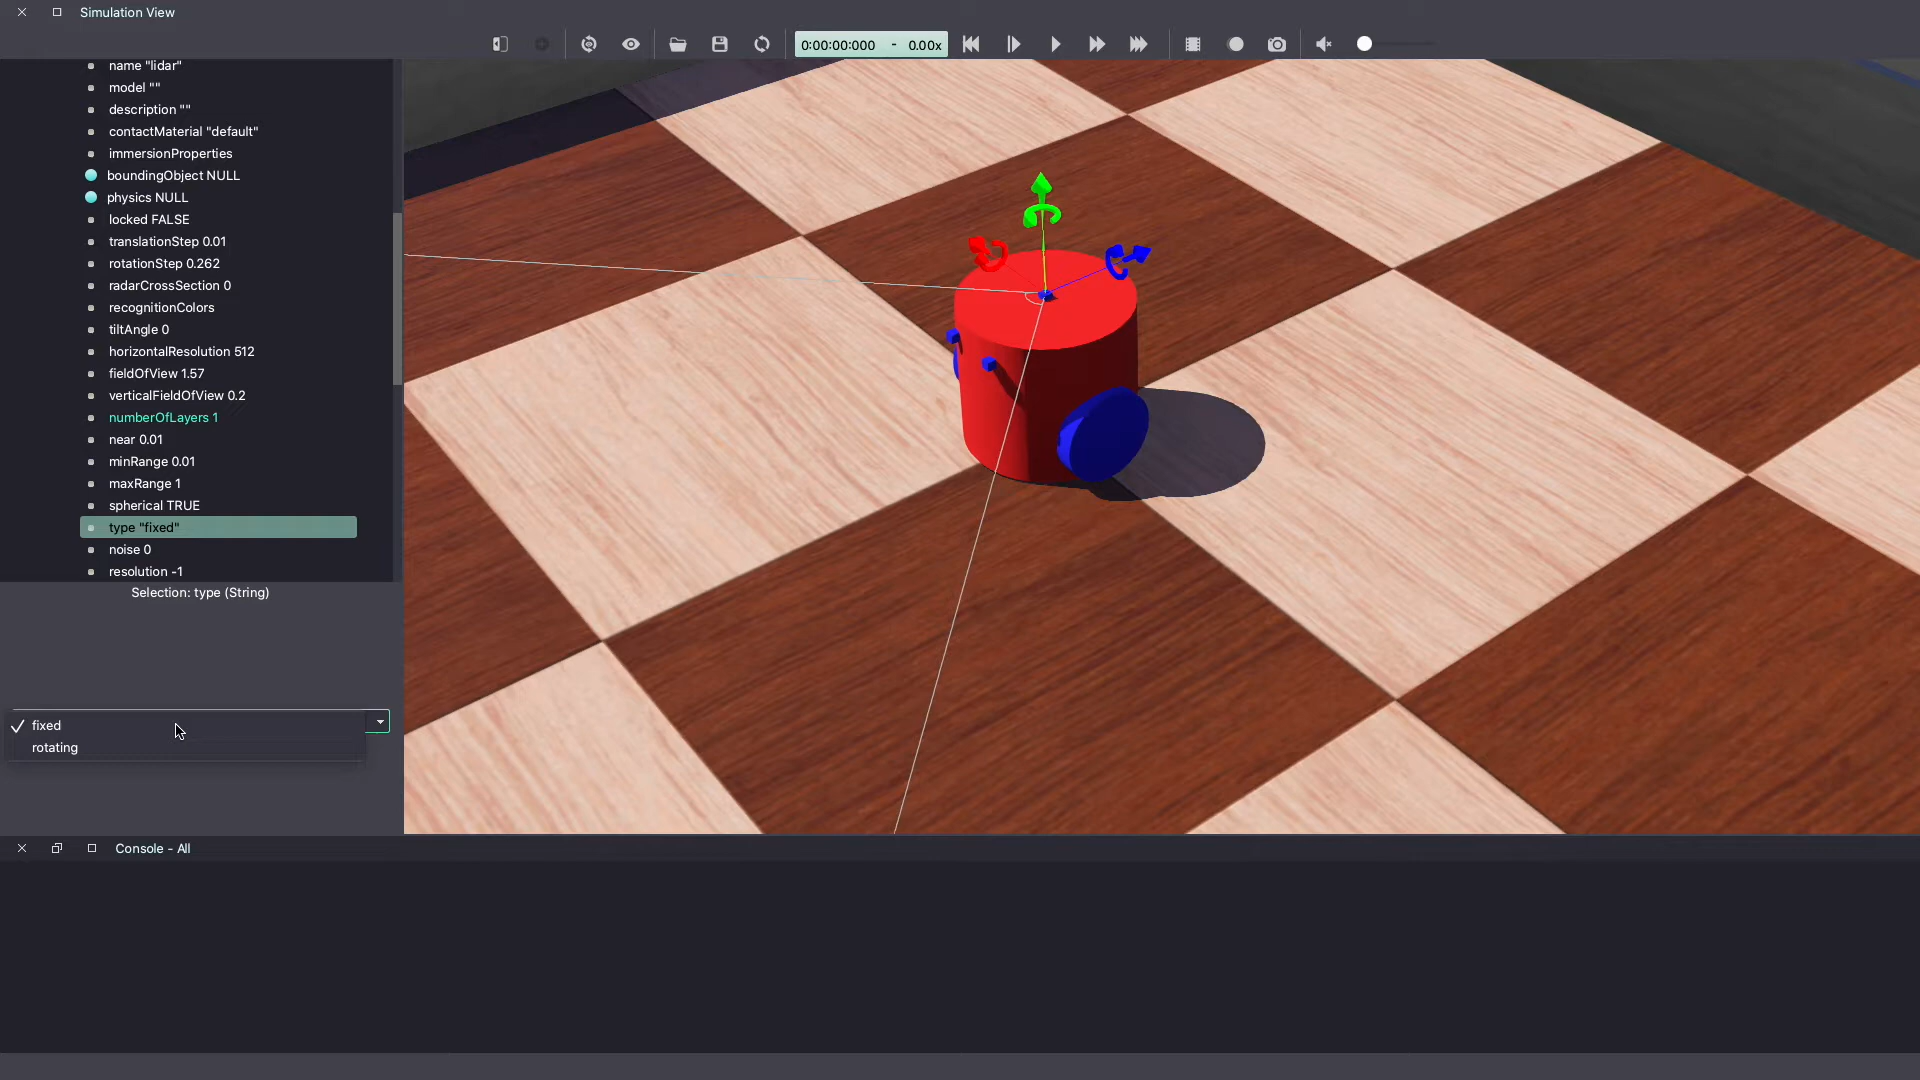 Simulation View
0:00:00:000 - 0.00x
name "lidar"
model ""
description ""
contactMaterial "default"
immersionProperties
boundingObject NULL
physics NULL
locked FALSE
translationStep 0.01
rotationStep 0.262
radarCrossSection 0
recognitionColors
tiltAngle 0
horizontalResolution 512
fieldOfView 1.57
verticalFieldOfView 0.2
numberOfLayers 1
near 0.01
minRange 0.01
maxRange 1
spherical TRUE
type "fixed"
noise 0
resolution -1
Selection: type (String)
fixed
rotating
Console - All